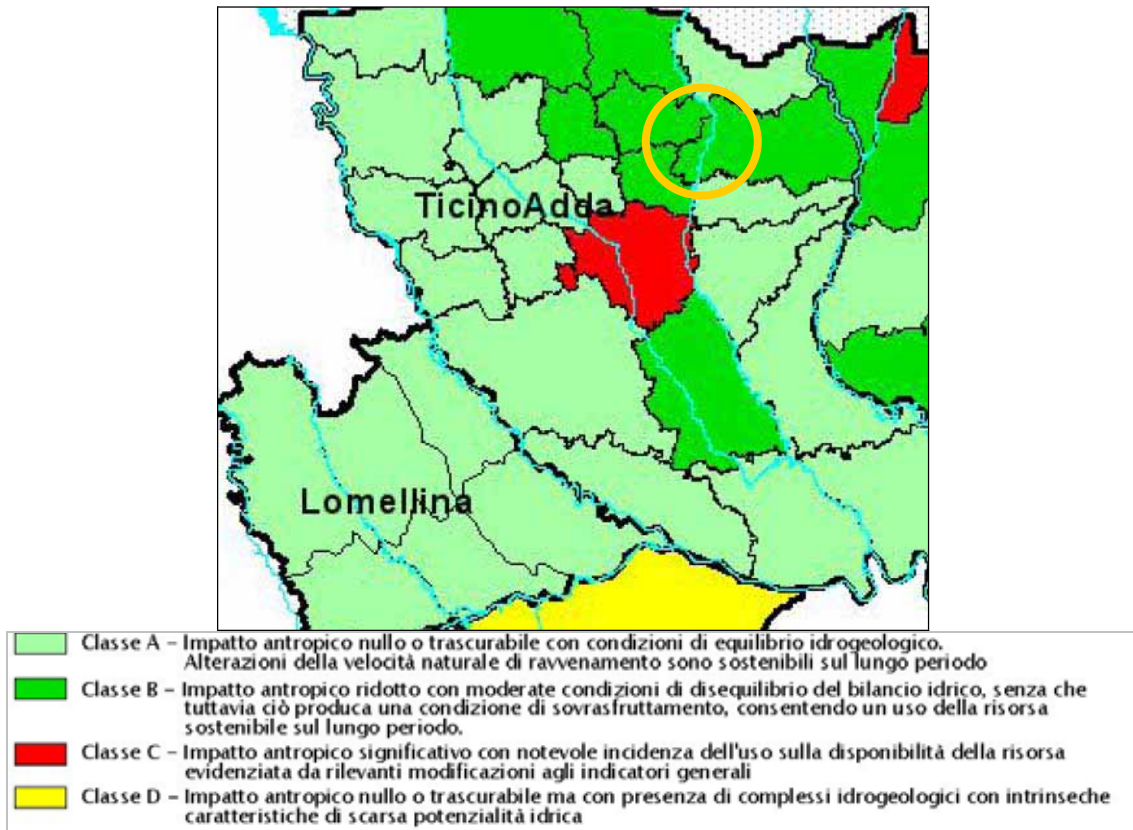 TicinoAdda
Lomellina
Classe A – Impatto antropico nullo o trascurabile con condizioni di equilibrio idrogeologico.
Alterazioni della velocità naturale di ravvenamento sono sostenibili sul lungo periodo
Classe B – Impatto antropico ridotto con moderate condizioni di disequilibrio del bilancio idrico, senza che
tuttavia ciò produca una condizione di sovrasfruttamento, consentendo un uso della risorsa
sostenibile sul lungo periodo.
Classe C – Impatto antropico significativo con notevole incidenza dell'uso sulla disponibilità della risorsa
evidenziata da rilevanti modificazioni agli indicatori generali
Classe D – Impatto antropico nullo o trascurabile ma con presenza di complessi idrogeologici con intrinseche
caratteristiche di scarsa potenzialità idrica